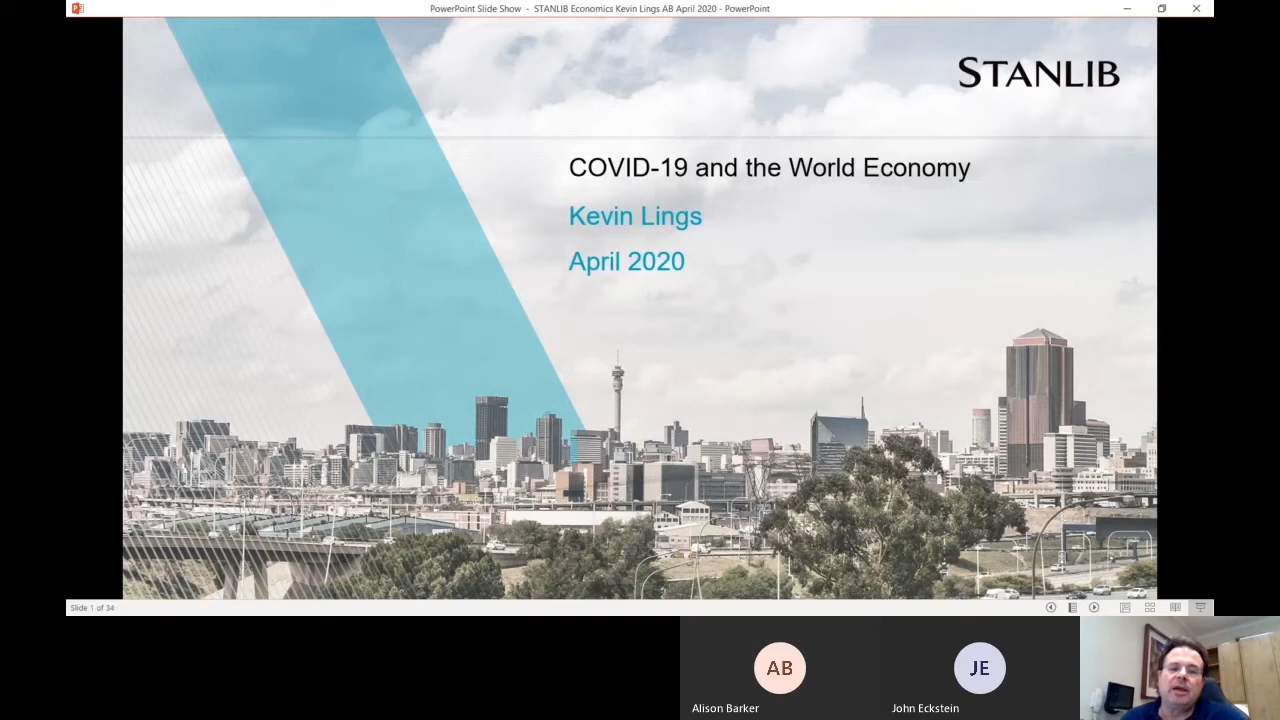 PowerPoint Slide Show - STANLIB Economics Kevin Lings AB April 2020 - PowerPoint
STANLIB
COVID-19 and the World Economy
Kevin Lings
April 2020
Slide 1 of 34
AB
JE
Alison Barker
John Eckstein